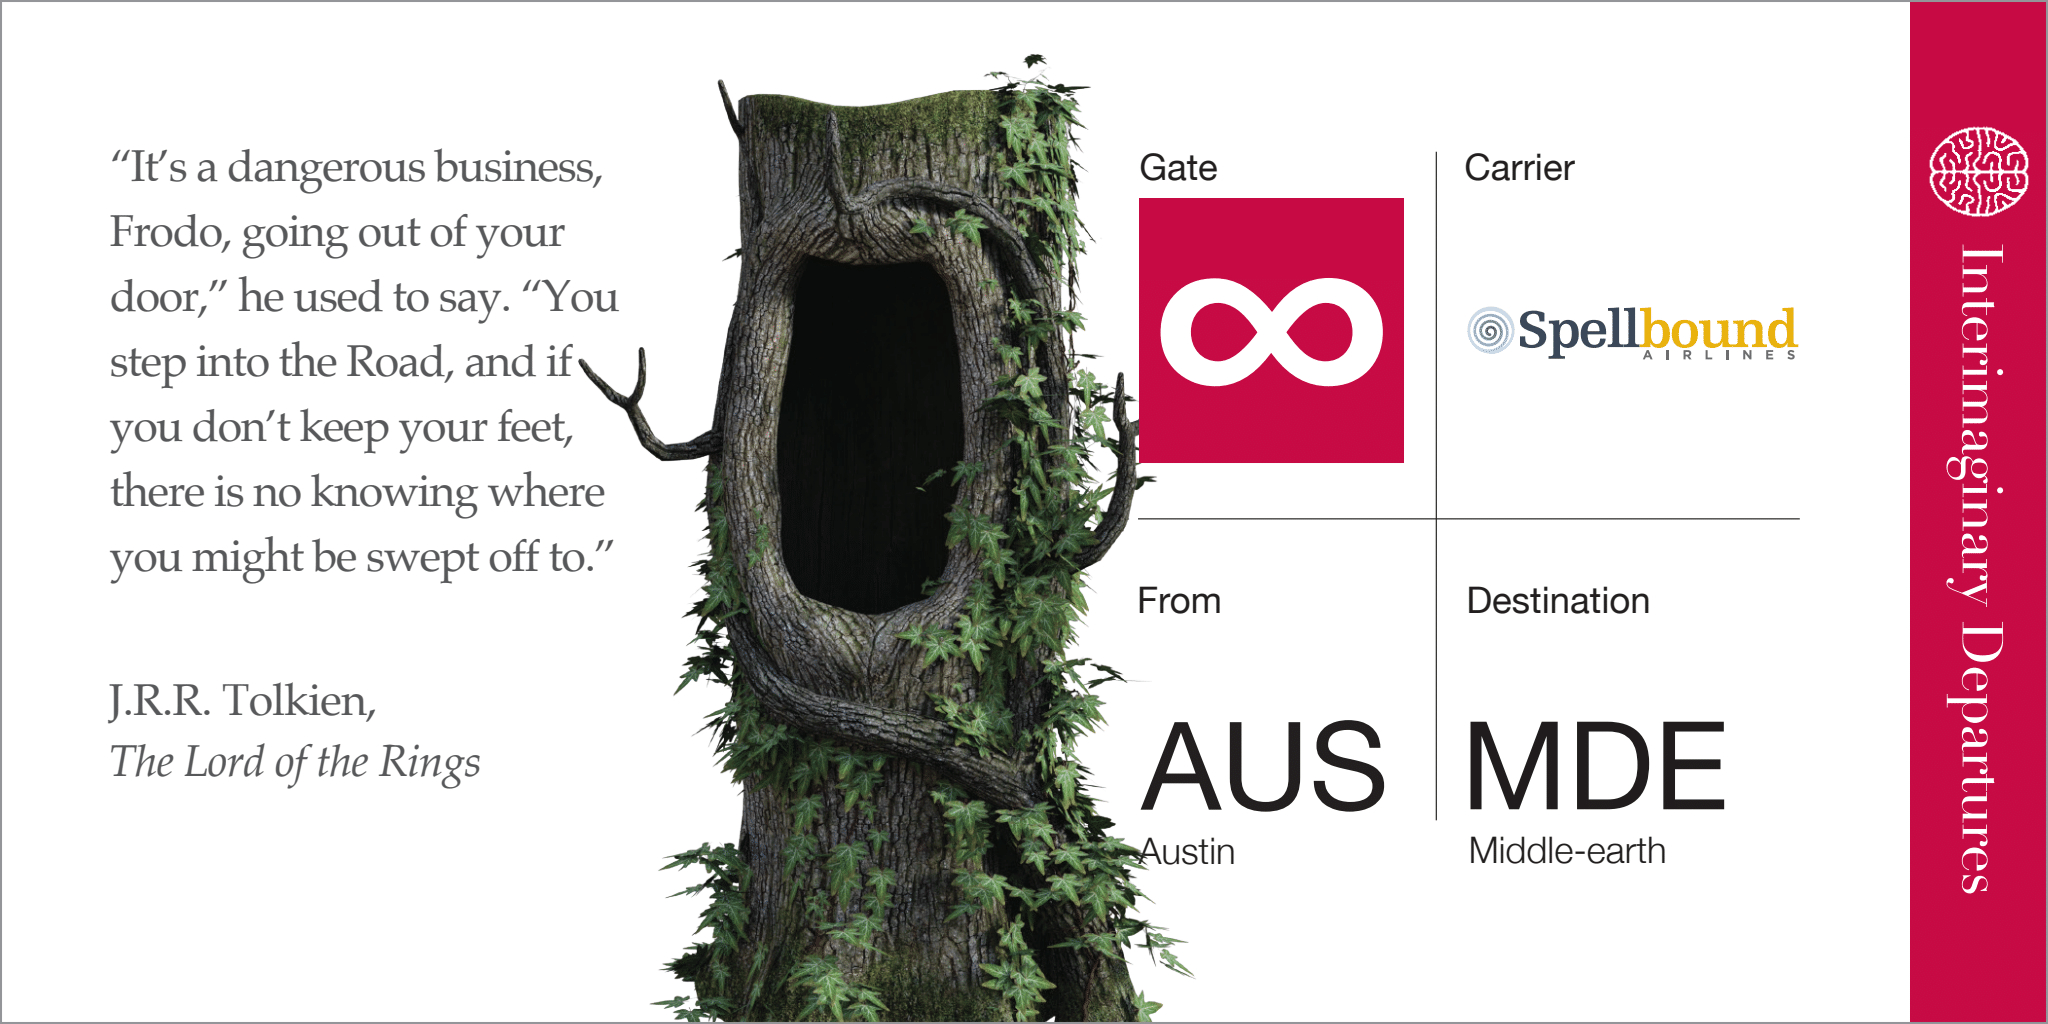 “It’s a dangerous business,
Frodo, going out of your
door,” he used to say. “You
step into the Road, and if
you don’t keep your feet,
there is no knowing where
you might be swept off to.”
J.R.R. Tolkien,
The Lord of the Rings
Gate
∞
Carrier
Spellbound
AIRLINES
From
AUS
Austin
Destination
MDE
Middle-earth
Interimaginary Departures